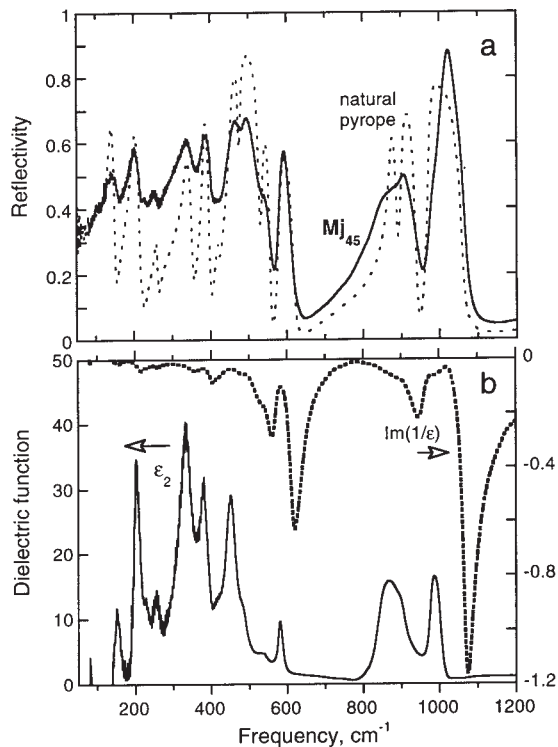 1
0.8
0.6
0.4
0.2
0
Reflectivity
a
natural
pyrope
Mj45
50
40
30
20
10
0
Dielectric function
b
ε2
Im(1/ε)
0
-0.4
-0.8
-1.2
200 400 600 800 1000 1200
Frequency, cm⁻¹